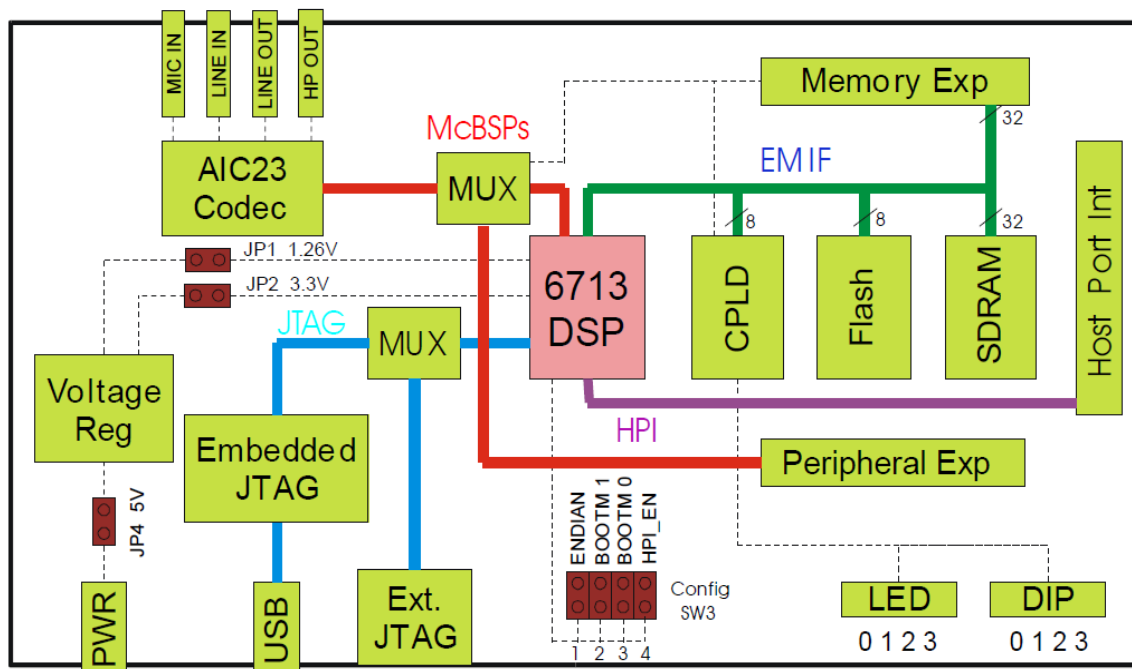 MIC IN
LINE IN
LINE OUT
HP OUT
Memory Exp
32
McBSPs
AIC23
Codec
MUX
EMIF
Host Port Int
8
8
32
JP1 1.26V
JP2 3.3V
6713
DSP
CPLD
Flash
SDRAM
JTAG
MUX
Voltage
Reg
HPI
Embedded
JTAG
Peripheral Exp
JP4 5V
ENDIAN
BOOTM 1
BOOTM 0
HPI_EN
Config
SW3
PWR
USB
Ext.
JTAG
LED
DIP
1 2 3 4
0 1 2 3
0 1 2 3